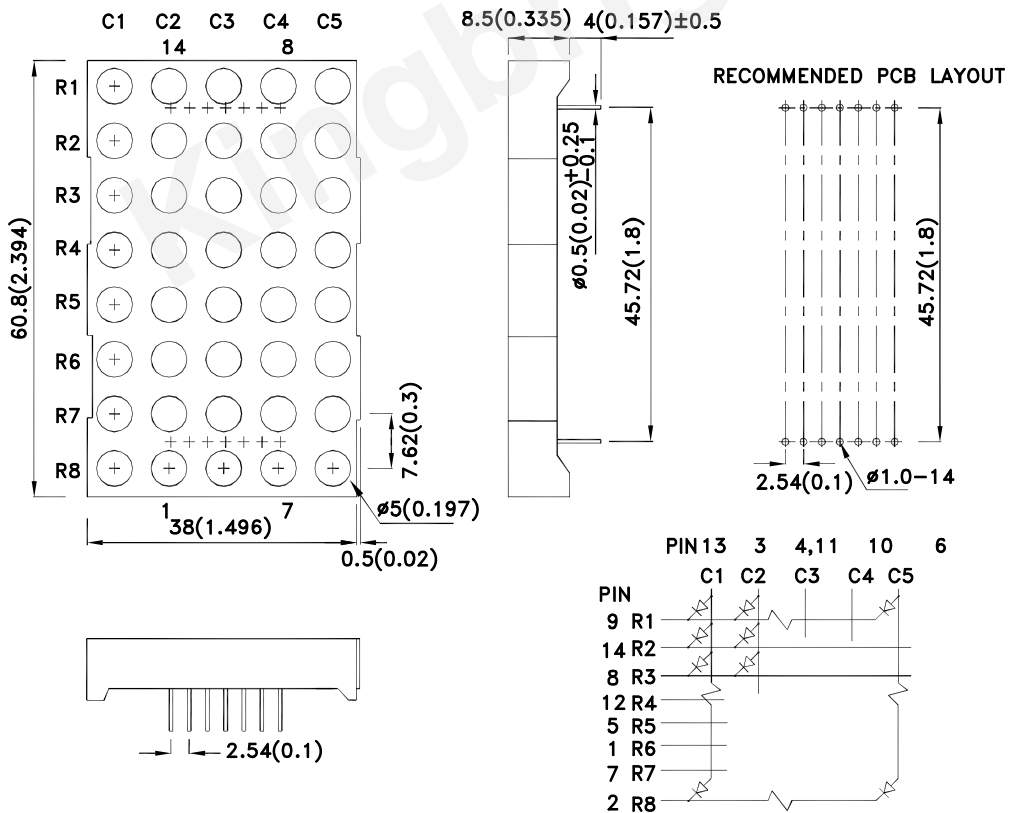 C1 C2 C3 C4 C5
14 8
R1
R2
R3
R4
R5
R6
R7
R8
60.8(2.394)
7.62(0.3)
1 7
38(1.496)
ø5(0.197)
0.5(0.02)
8.5(0.335) 4(0.157)±0.5
ø0.5(0.02)+0.25
-0.1
45.72(1.8)
RECOMMENDED PCB LAYOUT
45.72(1.8)
2.54(0.1) ø1.0-14
2.54(0.1)
PIN 13 3 4,11 10 6
C1 C2 C3 C4 C5
PIN
9 R1
14 R2
8 R3
12 R4
5 R5
1 R6
7 R7
2 R8